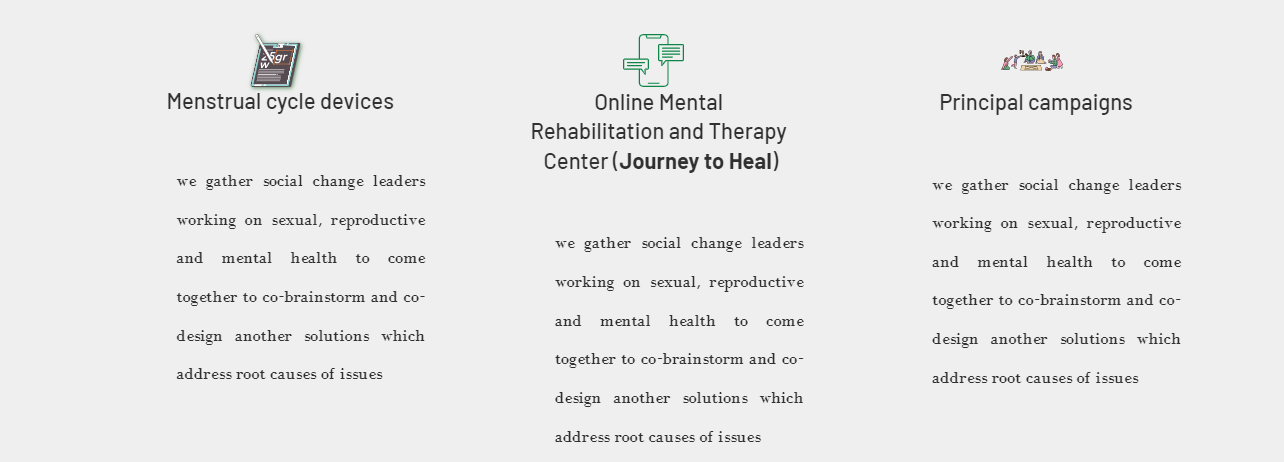 25gr
w
Menstrual cycle devices
we gather social change leaders
working on sexual, reproductive
and mental health to come
together to co-brainstorm and co-
design another solutions which
address root causes of issues
Online Mental
Rehabilitation and Therapy
Center (Journey to Heal)
we gather social change leaders
working on sexual, reproductive
and mental health to come
together to co-brainstorm and co-
design another solutions which
address root causes of issues
Principal campaigns
we gather social change leaders
working on sexual, reproductive
and mental health to come
together to co-brainstorm and co-
design another solutions which
address root causes of issues